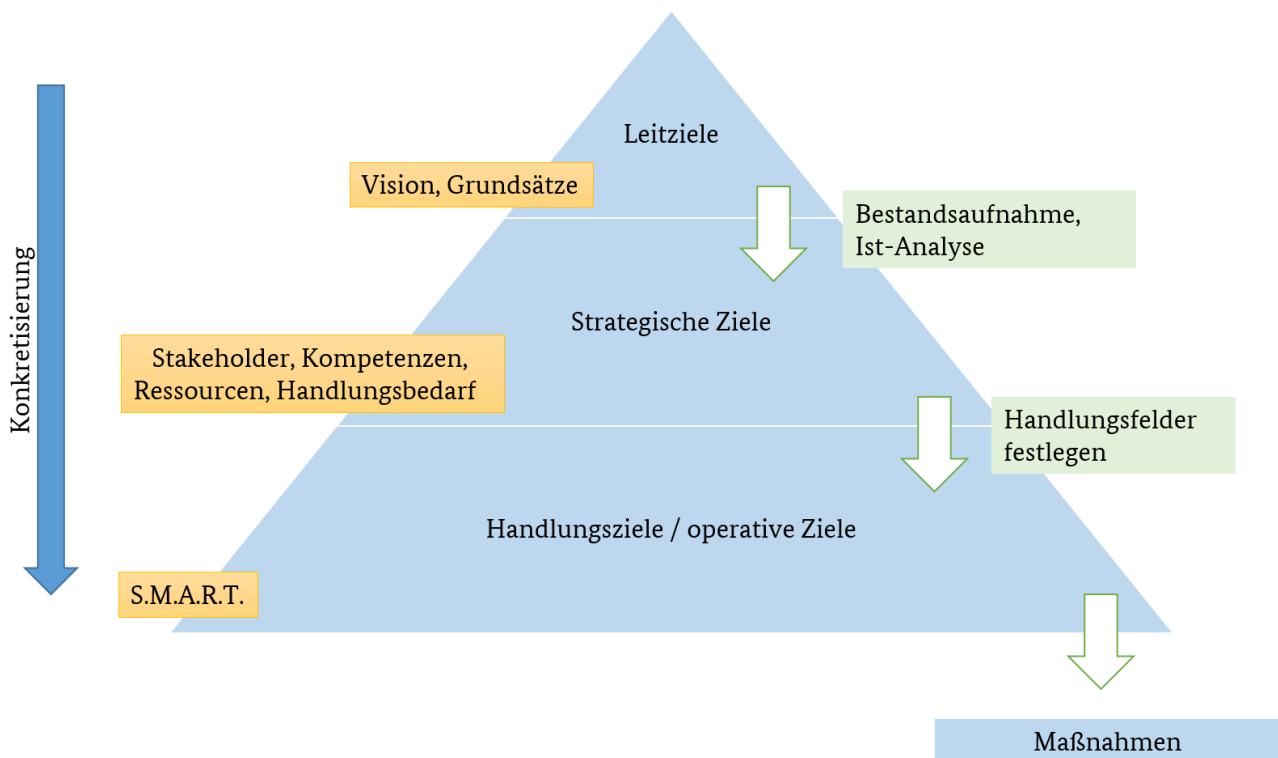 Leitziele
Vision, Grundsätze
Bestandsaufnahme,
Ist-Analyse
Konkretisierung
Strategische Ziele
Stakeholder, Kompetenzen,
Ressourcen, Handlungsbedarf
Handlungsfelder
festlegen
Handlungsziele / operative Ziele
S.M.A.R.T.
Maßnahmen